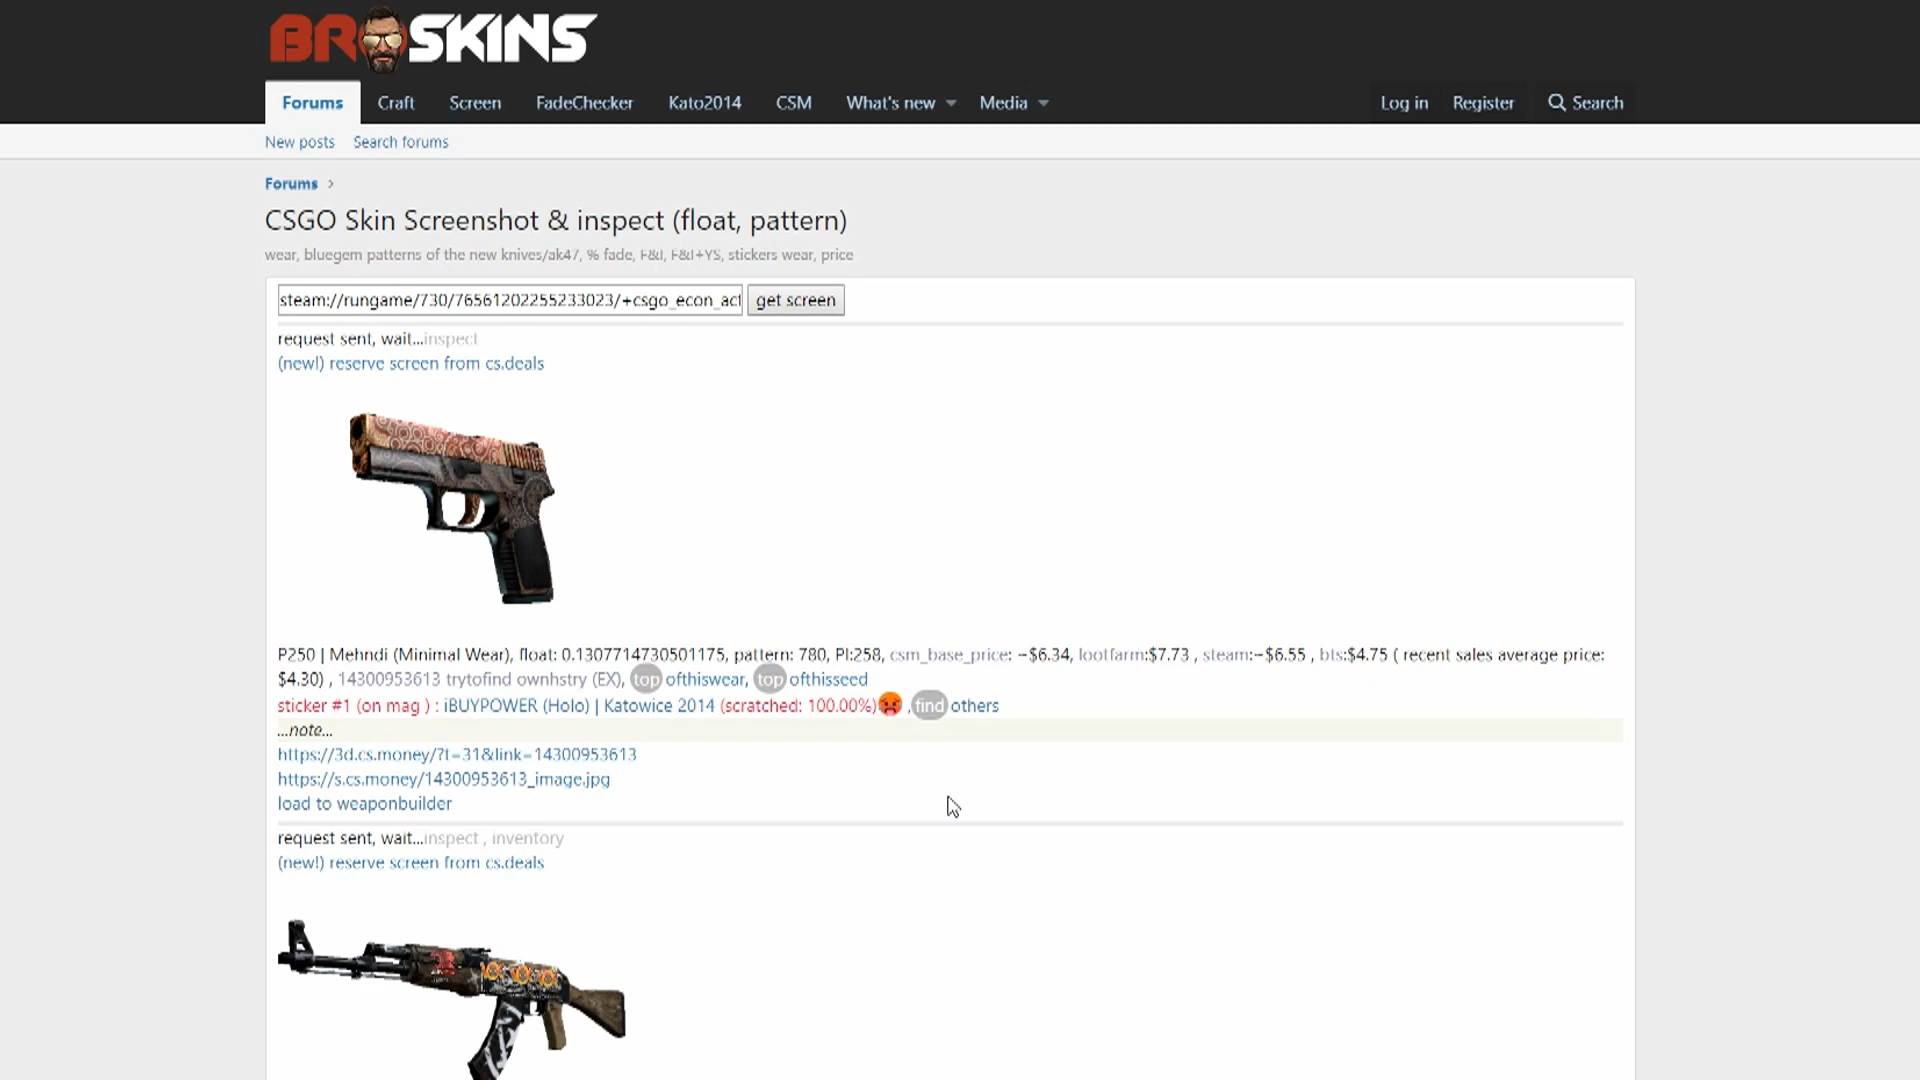 BROSKINS
Forums Craft Screen FadeChecker Kato2014 CSM What's new Media Log in Register Search
New posts Search forums
Forums
CSGO Skin Screenshot & inspect (float, pattern)
wear, bluegem patterns of the new knives/ak47, % fade, F&I, F&I+YS, stickers wear, price
steam://rungame/730/76561202255233023/+csgo_econ_act get screen
request sent, wait...inspect
(new!) reserve screen from cs.deals
P250 | Mehndi (Minimal Wear), float: 0.1307714730501175, pattern: 780, PI:258, csm_base_price: ~$6.34, lootfarm:$7.73 , steam:~$6.55 , bts:$4.75 ( recent sales average price:
$4.30) , 14300953613 trytofind ownhstry (EX), top ofthiswear, top ofthisseed
sticker #1 (on mag ) : iBUYPOWER (Holo) | Katowice 2014 (scratched: 100.00%) , find others
...note...
https://3d.cs.money/?t=31&link=14300953613
https://s.cs.money/14300953613_image.jpg
load to weaponbuilder
request sent, wait...inspect , inventory
(new!) reserve screen from cs.deals